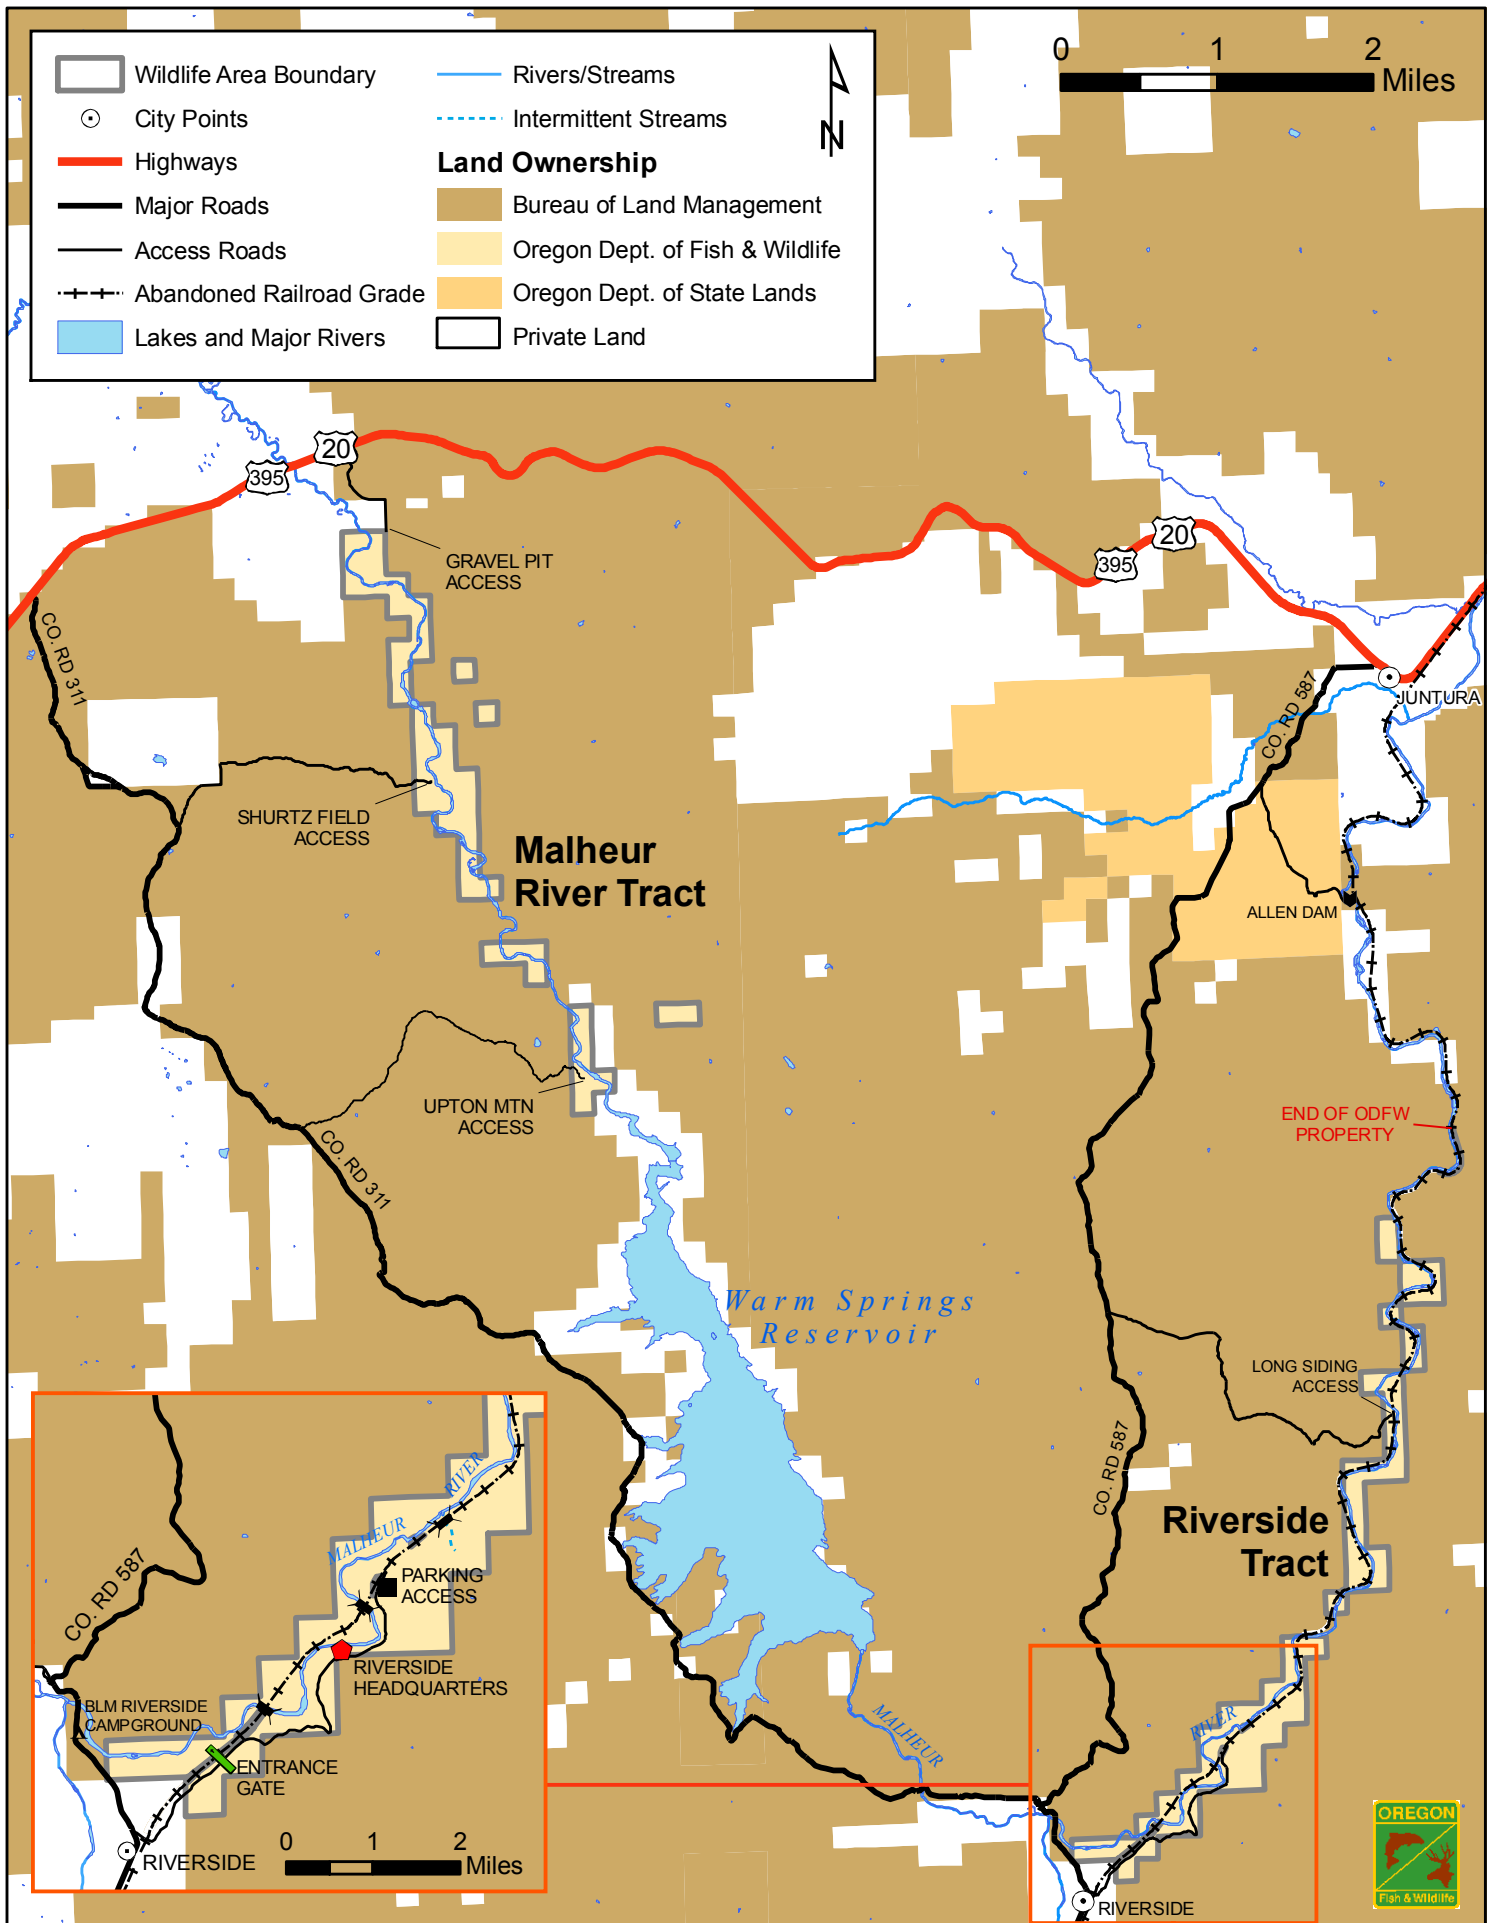 Wildlife Area Boundary
City Points
Highways
Major Roads
Access Roads
Abandoned Railroad Grade
Lakes and Major Rivers
Rivers/Streams
Intermittent Streams
Land Ownership
Bureau of Land Management
Oregon Dept. of Fish & Wildlife
Oregon Dept. of State Lands
Private Land
N
0 1 2
Miles
20
395
GRAVEL PIT
ACCESS
20
395
CO. RD 311
CO. RD 587
JUNTURA
SHURTZ FIELD
ACCESS
Malheur
River Tract
ALLEN DAM
UPTON MTN
ACCESS
END OF ODFW
PROPERTY
CO. RD 311
Warm Springs
Reservoir
LONG SIDING
ACCESS
CO. RD 587
Riverside
Tract
MALHEUR
RIVER
RIVERSIDE
RIVER
MALHEUR
CO. RD 587
PARKING
ACCESS
RIVERSIDE
HEADQUARTERS
BLM RIVERSIDE
CAMPGROUND
ENTRANCE
GATE
RIVERSIDE
0 1 2
Miles
OREGON
Fish & Wildlife